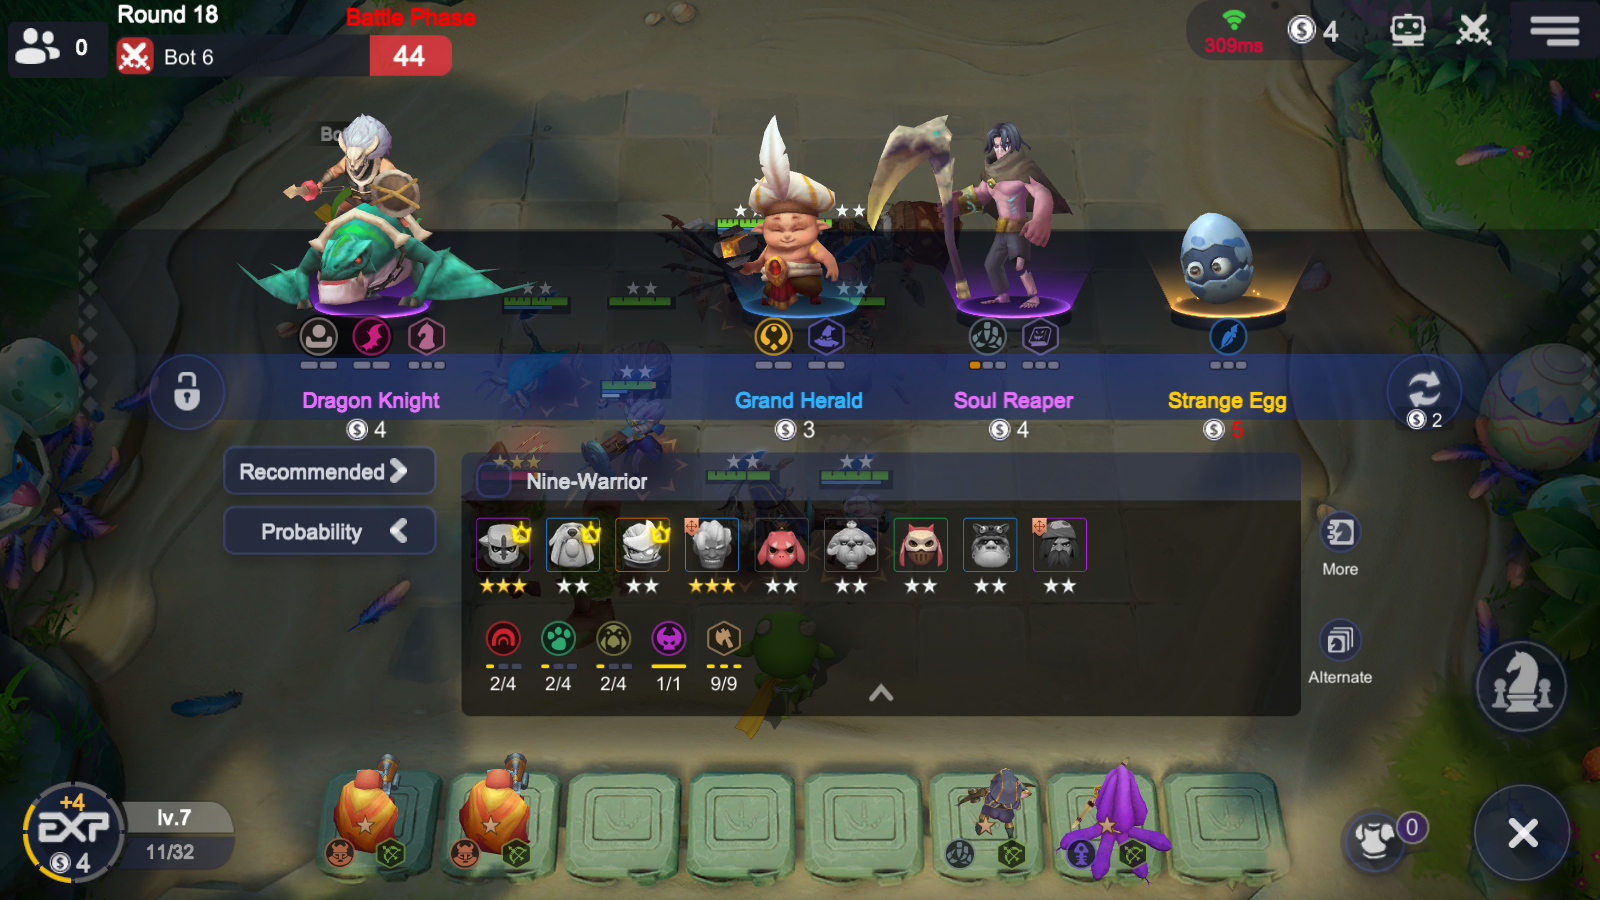 Round 18
Battle Phase
0
Bot 6
44
309ms
4
Bo
Dragon Knight
4
Grand Herald
3
Soul Reaper
4
Strange Egg
5
2
Recommended
Probability
Nine-Warrior
2/4
2/4
2/4
1/1
9/9
More
Alternate
+4
EXP
4
lv.7
11/32
0